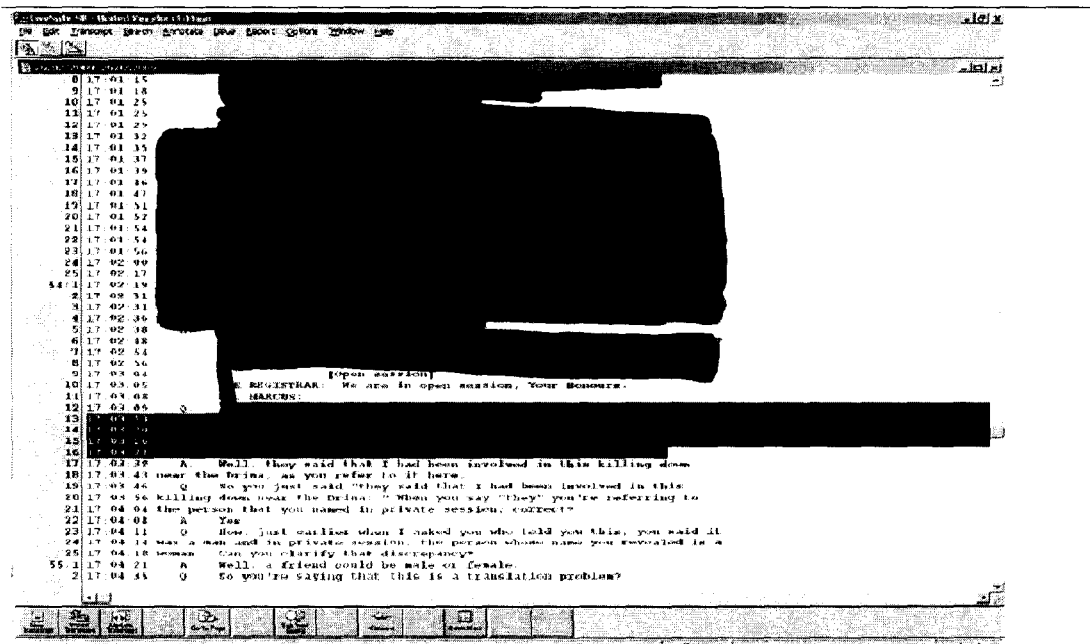 File Edit Transcript Search Annotate Issue Report Options Window Help
8 17:01:15
9 17:01:18
10 17:01:25
11 17:01:25
12 17:01:29
13 17:01:32
14 17:01:35
15 17:01:37
16 17:01:39
17 17:01:46
18 17:01:47
19 17:01:51
20 17:01:52
21 17:01:54
22 17:01:54
23 17:01:56
24 17:02:00
25 17:02:17
54:1 17:02:19
2 17:02:31
3 17:02:31
4 17:02:36
5 17:02:38
6 17:02:48
7 17:02:54
8 17:02:56
9 17:03:04 [Open session]
10 17:03:05 REGISTRAR: We are in open session, Your Honours.
11 17:03:08 MARCUS:
12 17:03:09 Q
13
14
15
16
17 17:03:39 A. Well, they said that I had been involved in this killing down
18 17:03:43 near the Drina, as you refer to it here.
19 17:03:46 Q So you just said "they said that I had been involved in this
20 17:03:56 killing down near the Drina." When you say "they" you're referring to
21 17:04:04 the person that you named in private session, correct?
22 17:04:08 A Yes
23 17:04:11 Q Now, just earlier when I asked you who told you this, you said it
24 17:04:14 was a man and in private session, the person whose name you revealed is a
25 17:04:18 woman Can you clarify that discrepancy?
55:1 17:04:21 A Well, a friend could be male or female.
2 17:04:35 Q So you're saying that this is a translation problem?